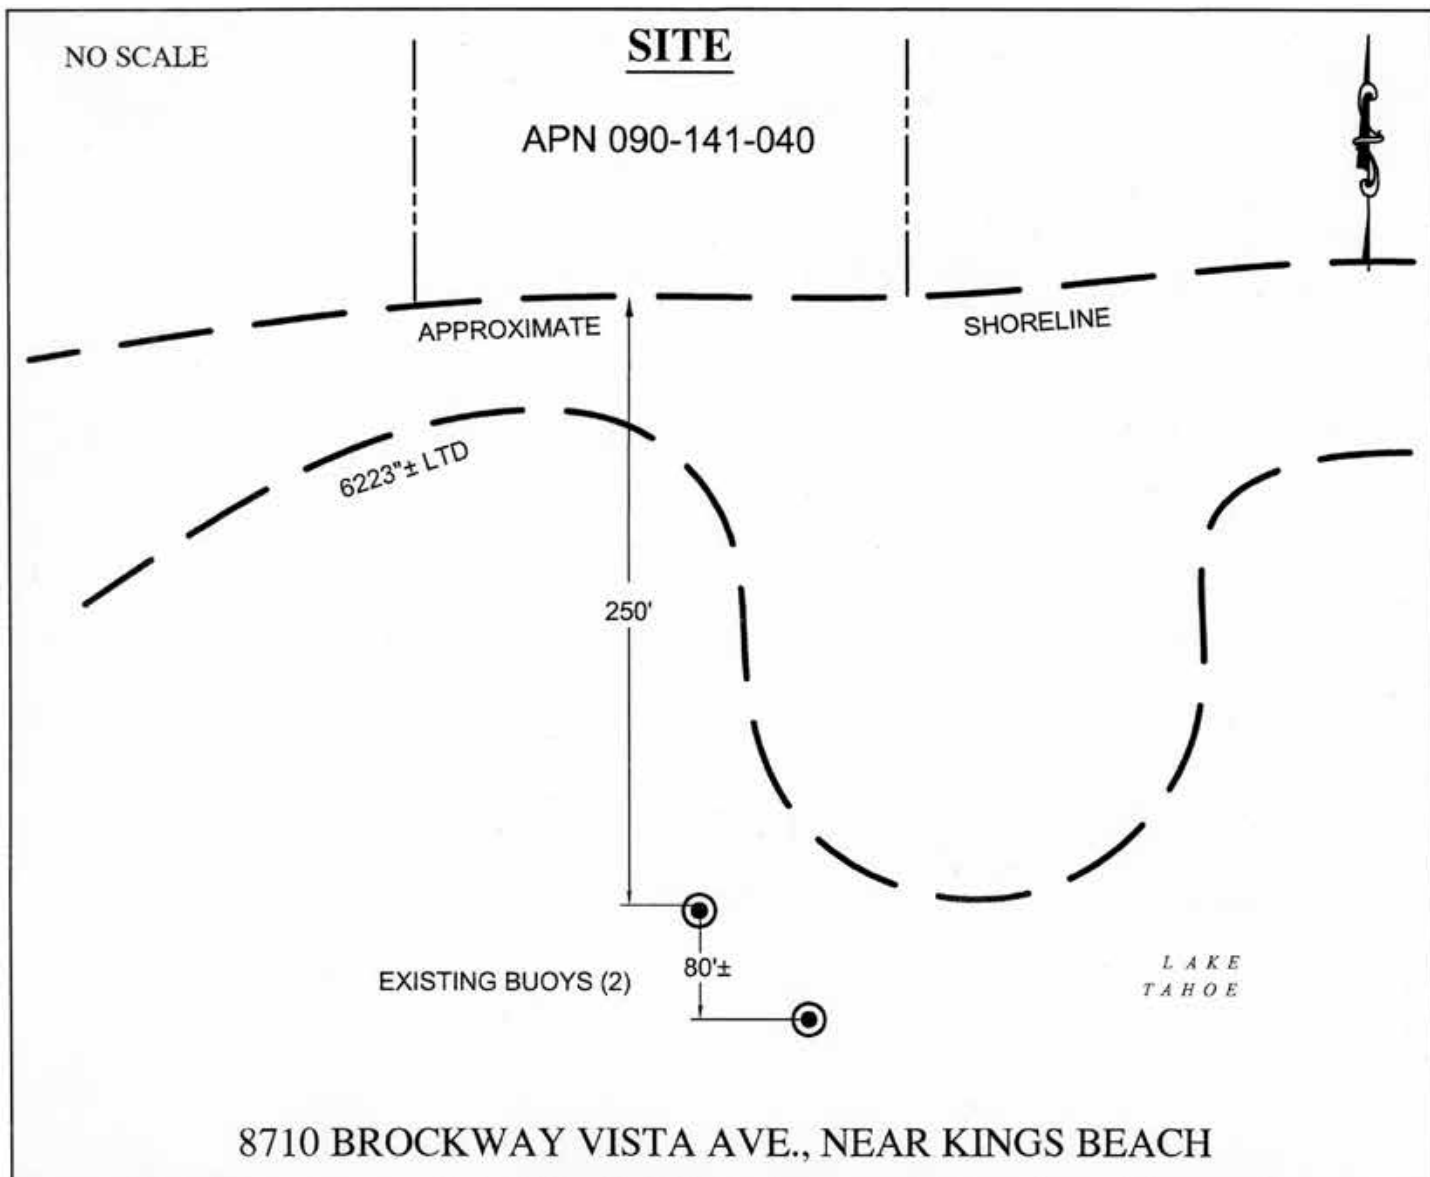 NO SCALE
SITE
APN 090-141-040
APPROXIMATE
SHORELINE
6223"± LTD
250'
EXISTING BUOYS (2)
80'±
LAKE
TAHOE
8710 BROCKWAY VISTA AVE., NEAR KINGS BEACH